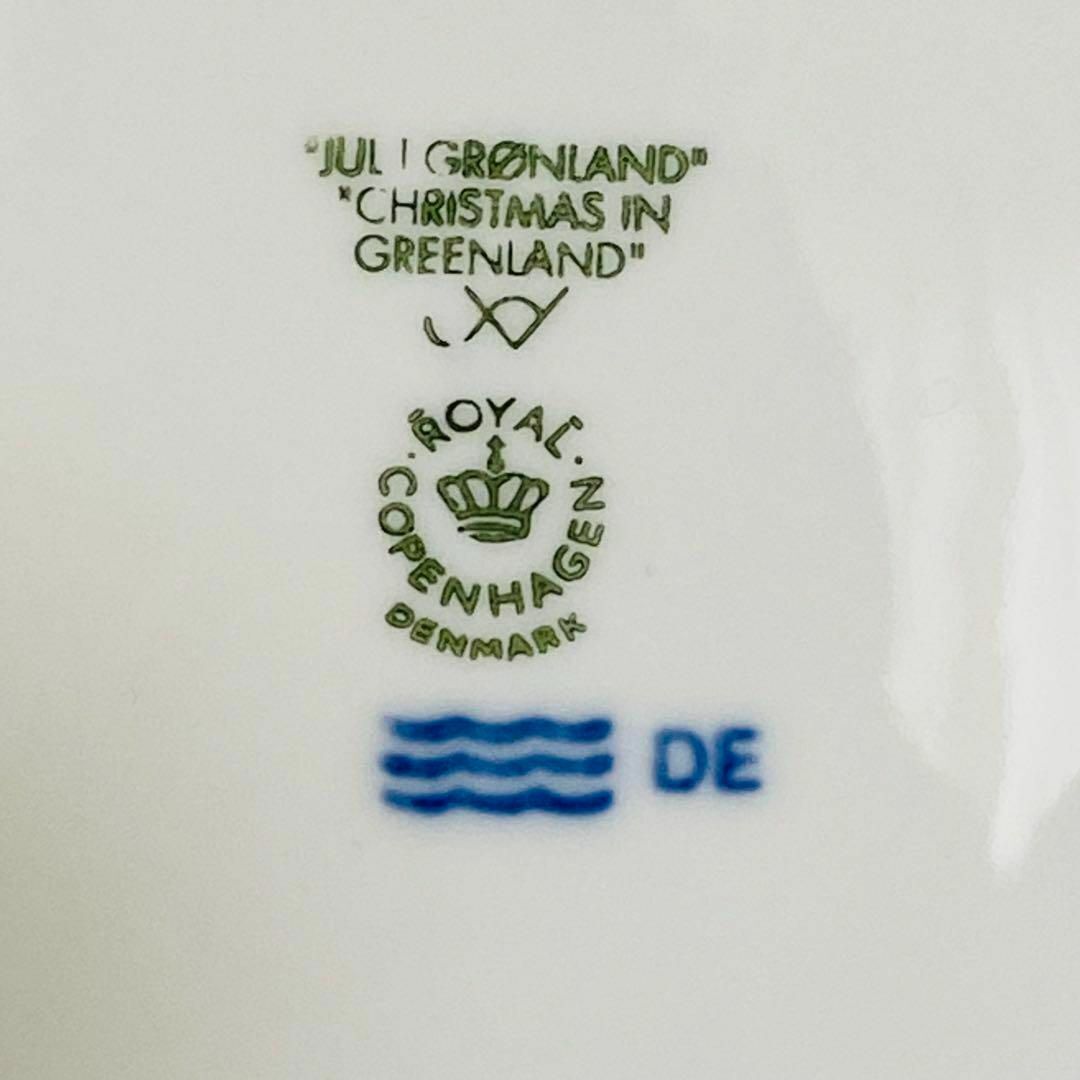 "JUL I GRØNLAND"
"CHRISTMAS IN
GREENLAND"
ROYAL
COPENHAGEN
DENMARK
DE